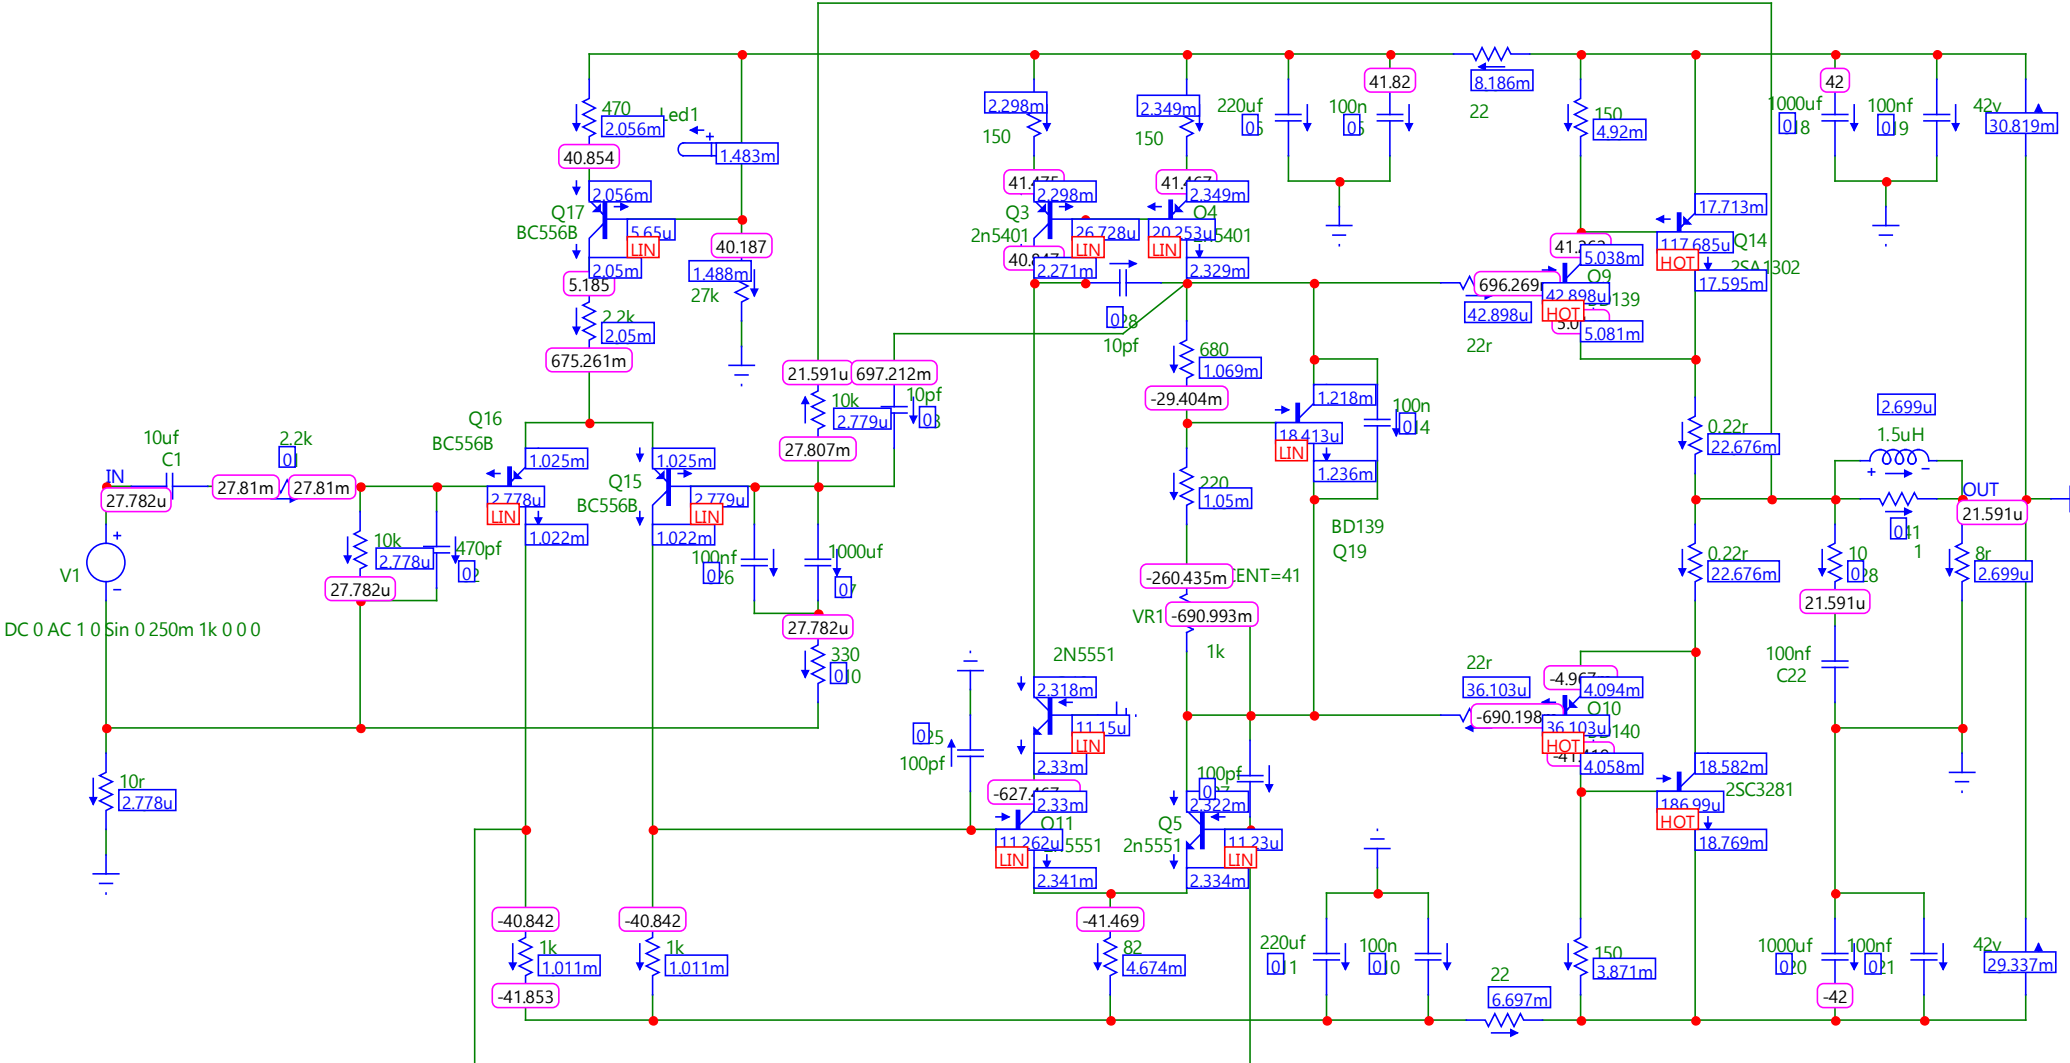 41.82
42
8.186m
22
470
2.056m
Led1
1.483m
40.854
2.298m
150
2.349m
150
220uf
100n
150
4.92m
1000uf
100nf
42v
30.819m
2.056m
Q17
BC556B
5.65u
LIN
2.05m
40.187
1.488m
27k
5.185
2.2k
2.05m
675.261m
2.298m
Q3
2n5401
26.728u
LIN
2.271m
2.349m
20.253u
LIN
2.329m
10pf
17.713m
117.685u
Q14
HOT
2SA1302
17.595m
5.038m
42.898u
HOT
5.081m
42.898u
22r
680
1.069m
-29.404m
21.591u
697.212m
10k
2.779u
10pf
27.807m
1.218m
18.413u
LIN
1.236m
100n
BD139
Q19
220
1.05m
0.22r
22.676m
2.699u
1.5uH
OUT
21.591u
1
Q16
BC556B
10uf
C1
2.2k
IN
27.782u
27.81m
27.81m
1.025m
2.778u
LIN
1.022m
1.025m
Q15
BC556B
2.779u
LIN
1.022m
V1
10k
2.778u
470pf
27.782u
DC 0 AC 1 0 Sin 0 250m 1k 0 0 0
100nf
1000uf
27.782u
330
-260.435m
VR1
-690.993m
1k
0.22r
22.676m
10
8r
2.699u
21.591u
100nf
C22
2N5551
2.318m
11.15u
LIN
2.33m
100pf
22r
36.103u
4.094m
36.103u
HOT
4.058m
18.582m
186.99u
2SC3281
HOT
18.769m
10r
2.778u
2.33m
11.262u
LIN
2.341m
100pf
2.322m
Q5
2n5551
11.23u
LIN
2.334m
-40.842
-40.842
-41.469
1k
1.011m
1k
1.011m
82
4.674m
-41.853
220uf
100n
22
6.697m
150
3.871m
1000uf
100nf
42v
29.337m
-42